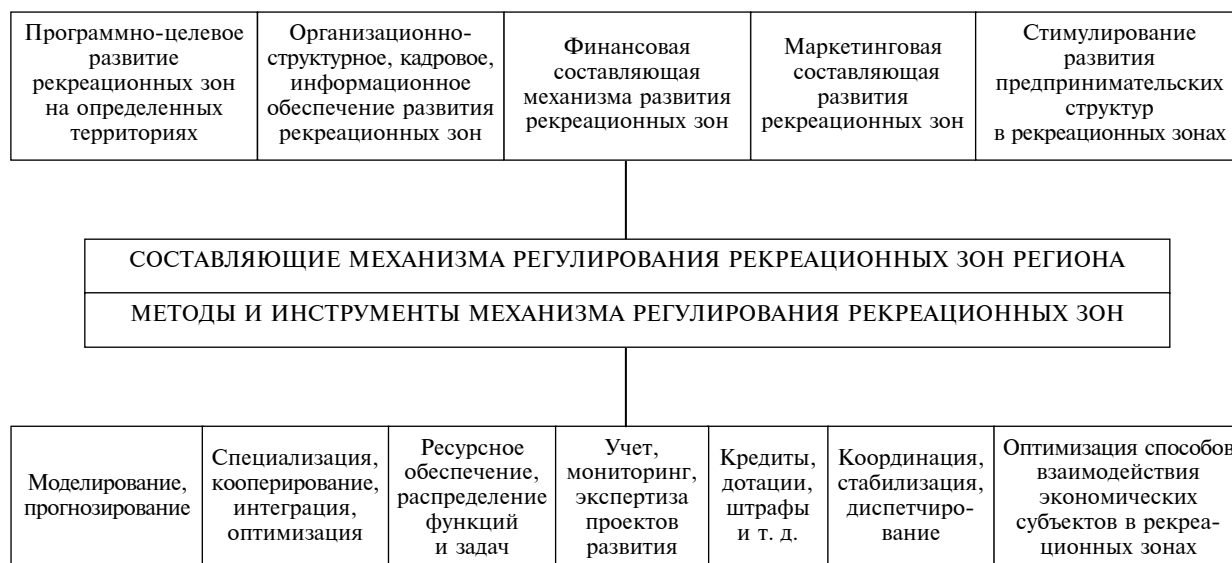 Программно-целевое
развитие
рекреационных зон
на определенных
территориях
Организационно-
структурное, кадровое,
информационное
обеспечение развития
рекреационных зон
Финансовая
составляющая
механизма развития
рекреационных зон
Маркетинговая
составляющая
развития
рекреационных зон
Стимулирование
развития
предпринимательских
структур
в рекреационных зонах
СОСТАВЛЯЮЩИЕ МЕХАНИЗМА РЕГУЛИРОВАНИЯ РЕКРЕАЦИОННЫХ ЗОН РЕГИОНА
МЕТОДЫ И ИНСТРУМЕНТЫ МЕХАНИЗМА РЕГУЛИРОВАНИЯ РЕКРЕАЦИОННЫХ ЗОН
Моделирование,
прогнозирование
Специализация,
кооперирование,
интеграция,
оптимизация
Ресурсное
обеспечение,
распределение
функций
и задач
Учет,
мониторинг,
экспертиза
проектов
развития
Кредиты,
дотации,
штрафы
и т. д.
Координация,
стабилизация,
диспетчиро-
вание
Оптимизация способов
взаимодействия
экономических
субъектов в рекреа-
ционных зонах